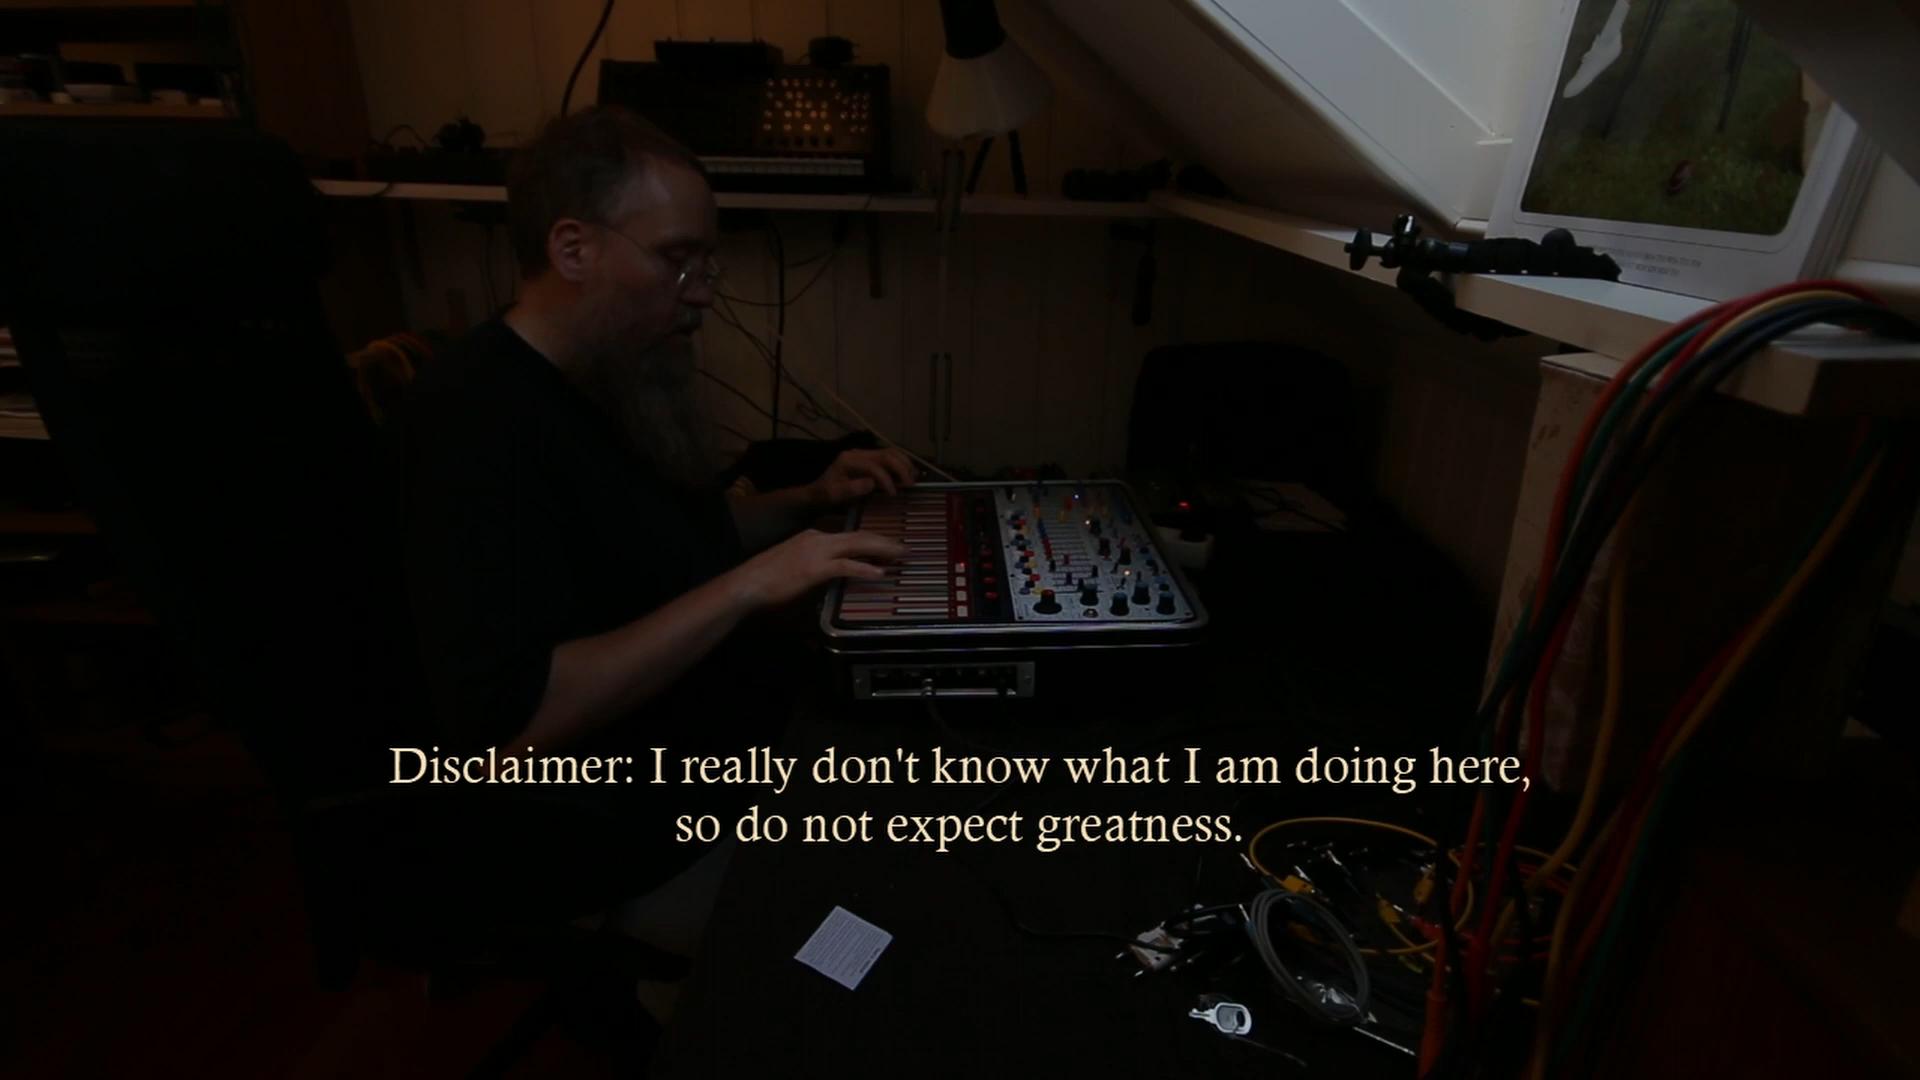 Disclaimer: I really don't know what I am doing here,
so do not expect greatness.